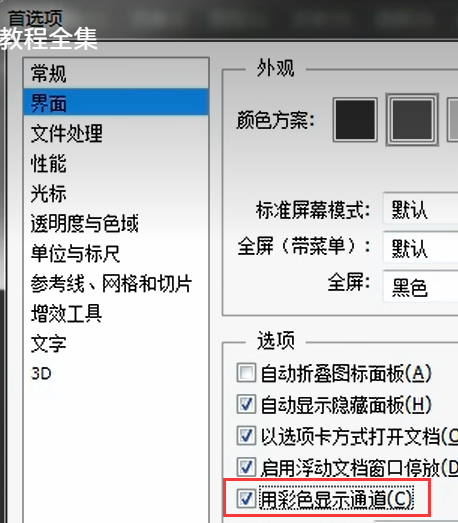 首选项
教程全集
常规
界面
文件处理
性能
光标
透明度与色域
单位与标尺
参考线、网格和切片
增效工具
文字
3D
外观
颜色方案:
标准屏幕模式: 默认
全屏（带菜单）: 默认
全屏: 黑色
选项
自动折叠图标面板(A)
自动显示隐藏面板(H)
以选项卡方式打开文档(O
启用浮动文档窗口停放(D
用彩色显示通道(C)